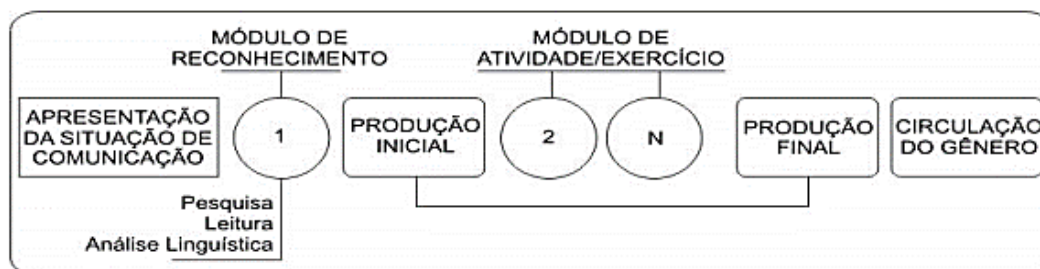 MÓDULO DE
RECONHECIMENTO
MÓDULO DE
ATIVIDADE/EXERCÍCIO
APRESENTAÇÃO
DA SITUAÇÃO DE
COMUNICAÇÃO
1
PRODUÇÃO
INICIAL
2
N
PRODUÇÃO
FINAL
CIRCULAÇÃO
DO GÊNERO
Pesquisa
Leitura
Análise Linguística